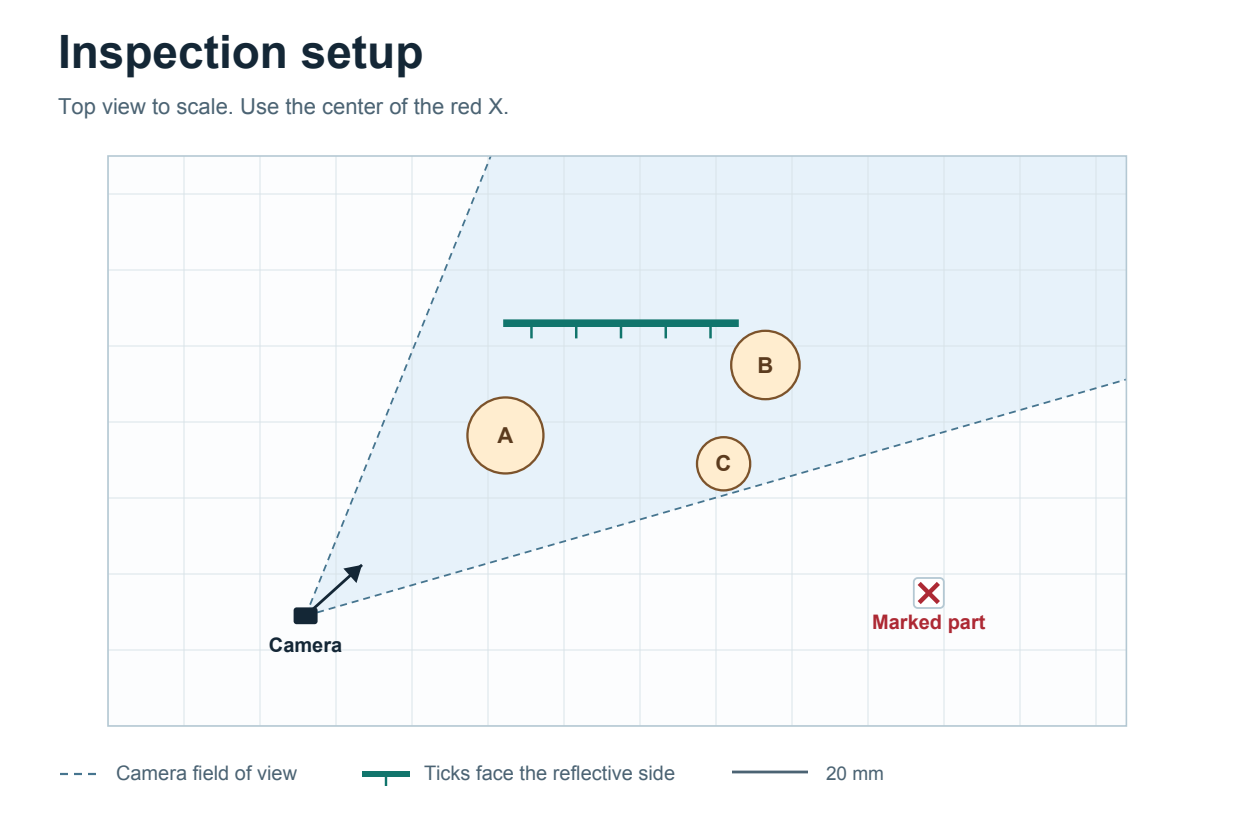 Inspection setup
Top view to scale. Use the center of the red X.
B
A
C
Camera
Marked part
Camera field of view
Ticks face the reflective side
20 mm